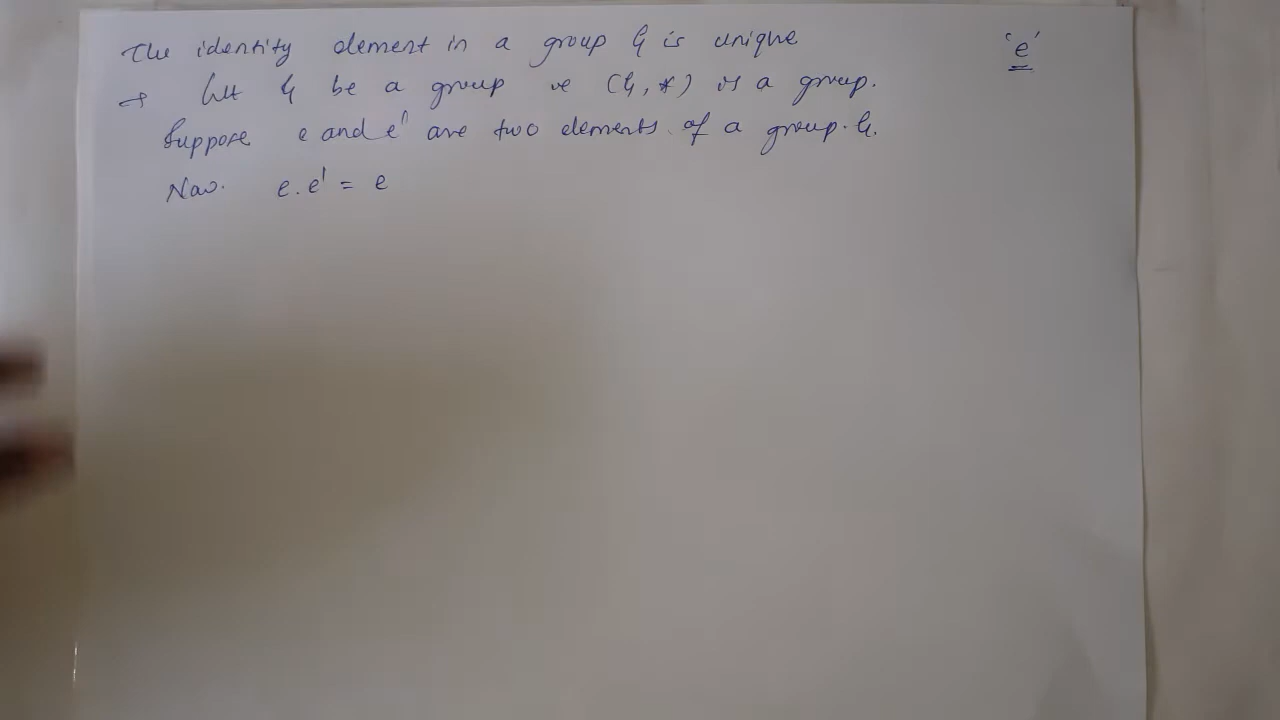 The identity element in a group G is unique
'e'
→ Let G be a group ie (G, *) is a group.
Suppose e and e' are two elements of a group G.
Now. e . e' = e